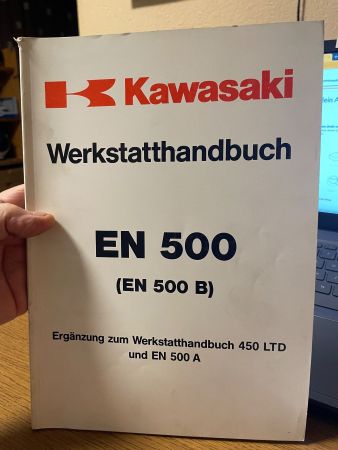 Kawasaki
Werkstatthandbuch
EN 500
(EN 500 B)
Ergänzung zum Werkstatthandbuch 450 LTD
und EN 500 A